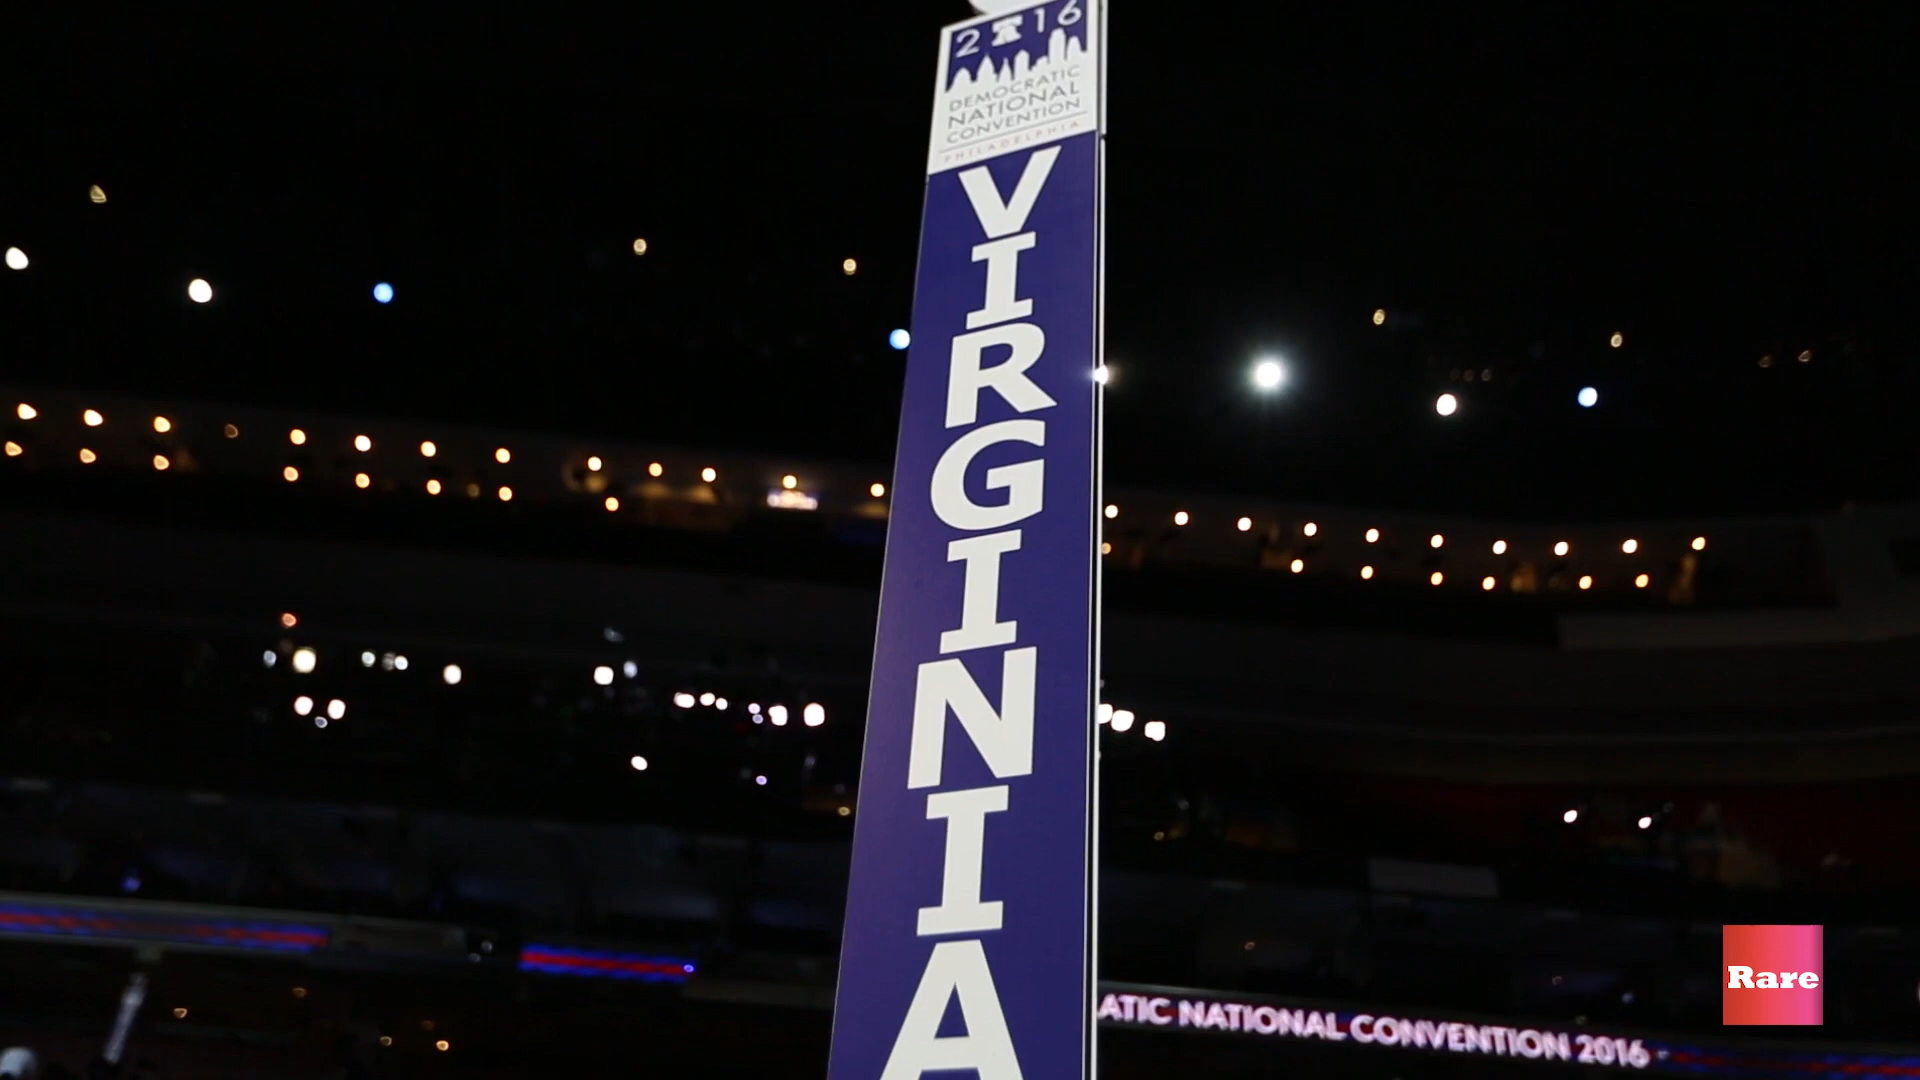 2016
DEMOCRATIC
NATIONAL
CONVENTION
PHILADELPHIA
VIRGINIA
ATIC NATIONAL CONVENTION 2016
Rare